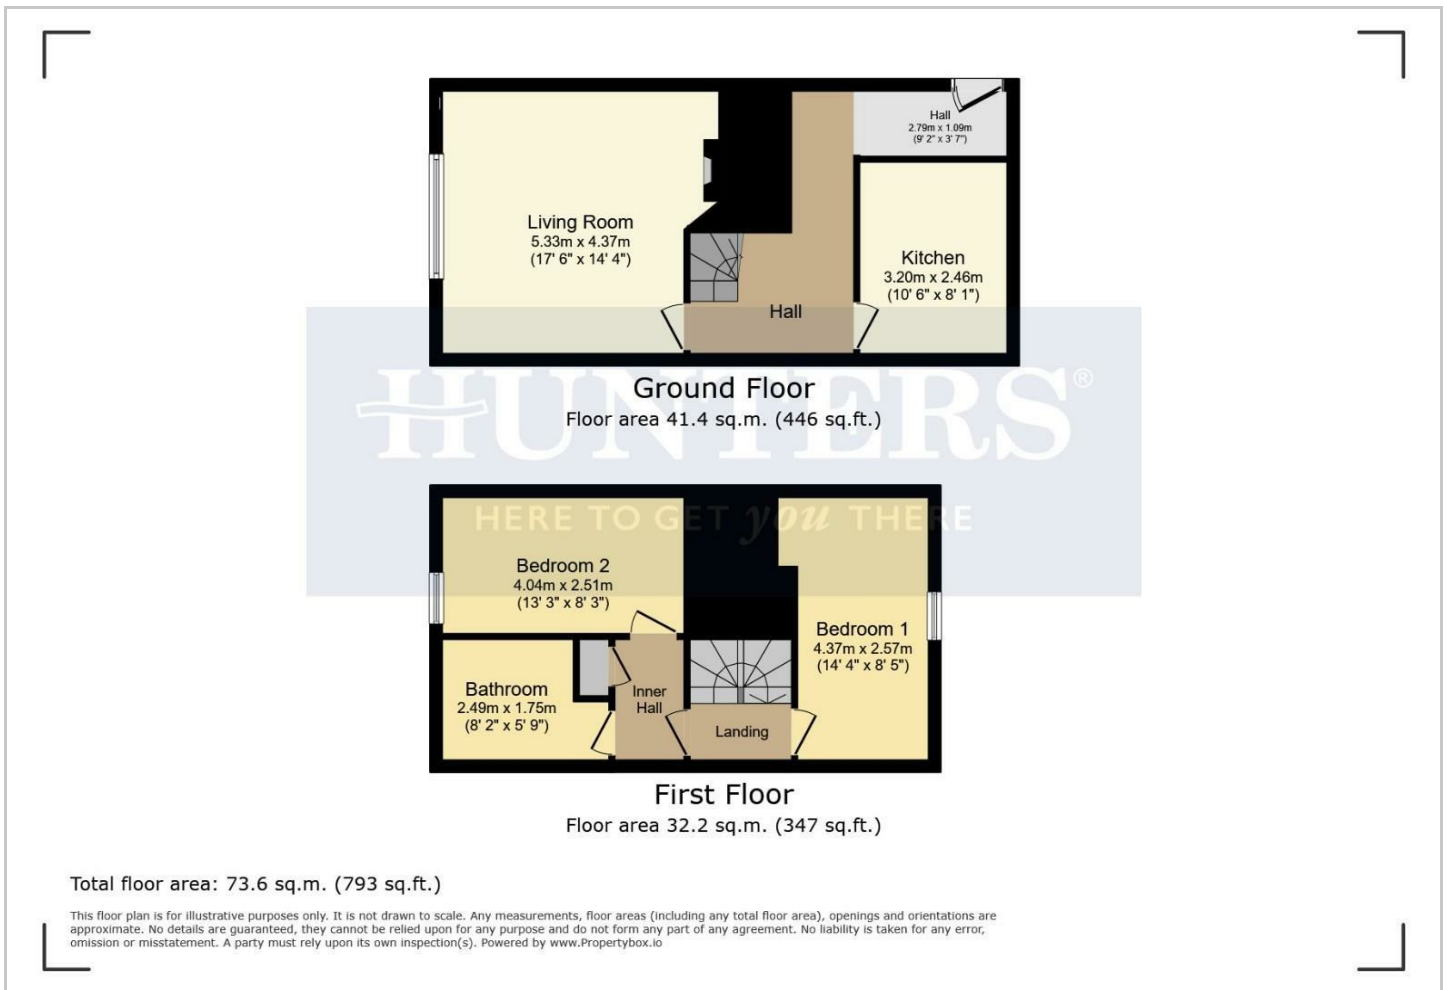 Hall
2.79m x 1.09m
(9' 2" x 3' 7")
Living Room
5.33m x 4.37m
(17' 6" x 14' 4")
Kitchen
3.20m x 2.46m
(10' 6" x 8' 1")
Hall
Ground Floor
Floor area 41.4 sq.m. (446 sq.ft.)
HUNTERS®
HERE TO GET you THERE
Bedroom 2
4.04m x 2.51m
(13' 3" x 8' 3")
Bedroom 1
4.37m x 2.57m
(14' 4" x 8' 5")
Bathroom
2.49m x 1.75m
(8' 2" x 5' 9")
Inner
Hall
Landing
First Floor
Floor area 32.2 sq.m. (347 sq.ft.)
Total floor area: 73.6 sq.m. (793 sq.ft.)
This floor plan is for illustrative purposes only. It is not drawn to scale. Any measurements, floor areas (including any total floor area), openings and orientations are
approximate. No details are guaranteed, they cannot be relied upon for any purpose and do not form any part of any agreement. No liability is taken for any error,
omission or misstatement. A party must rely upon its own inspection(s). Powered by www.Propertybox.io